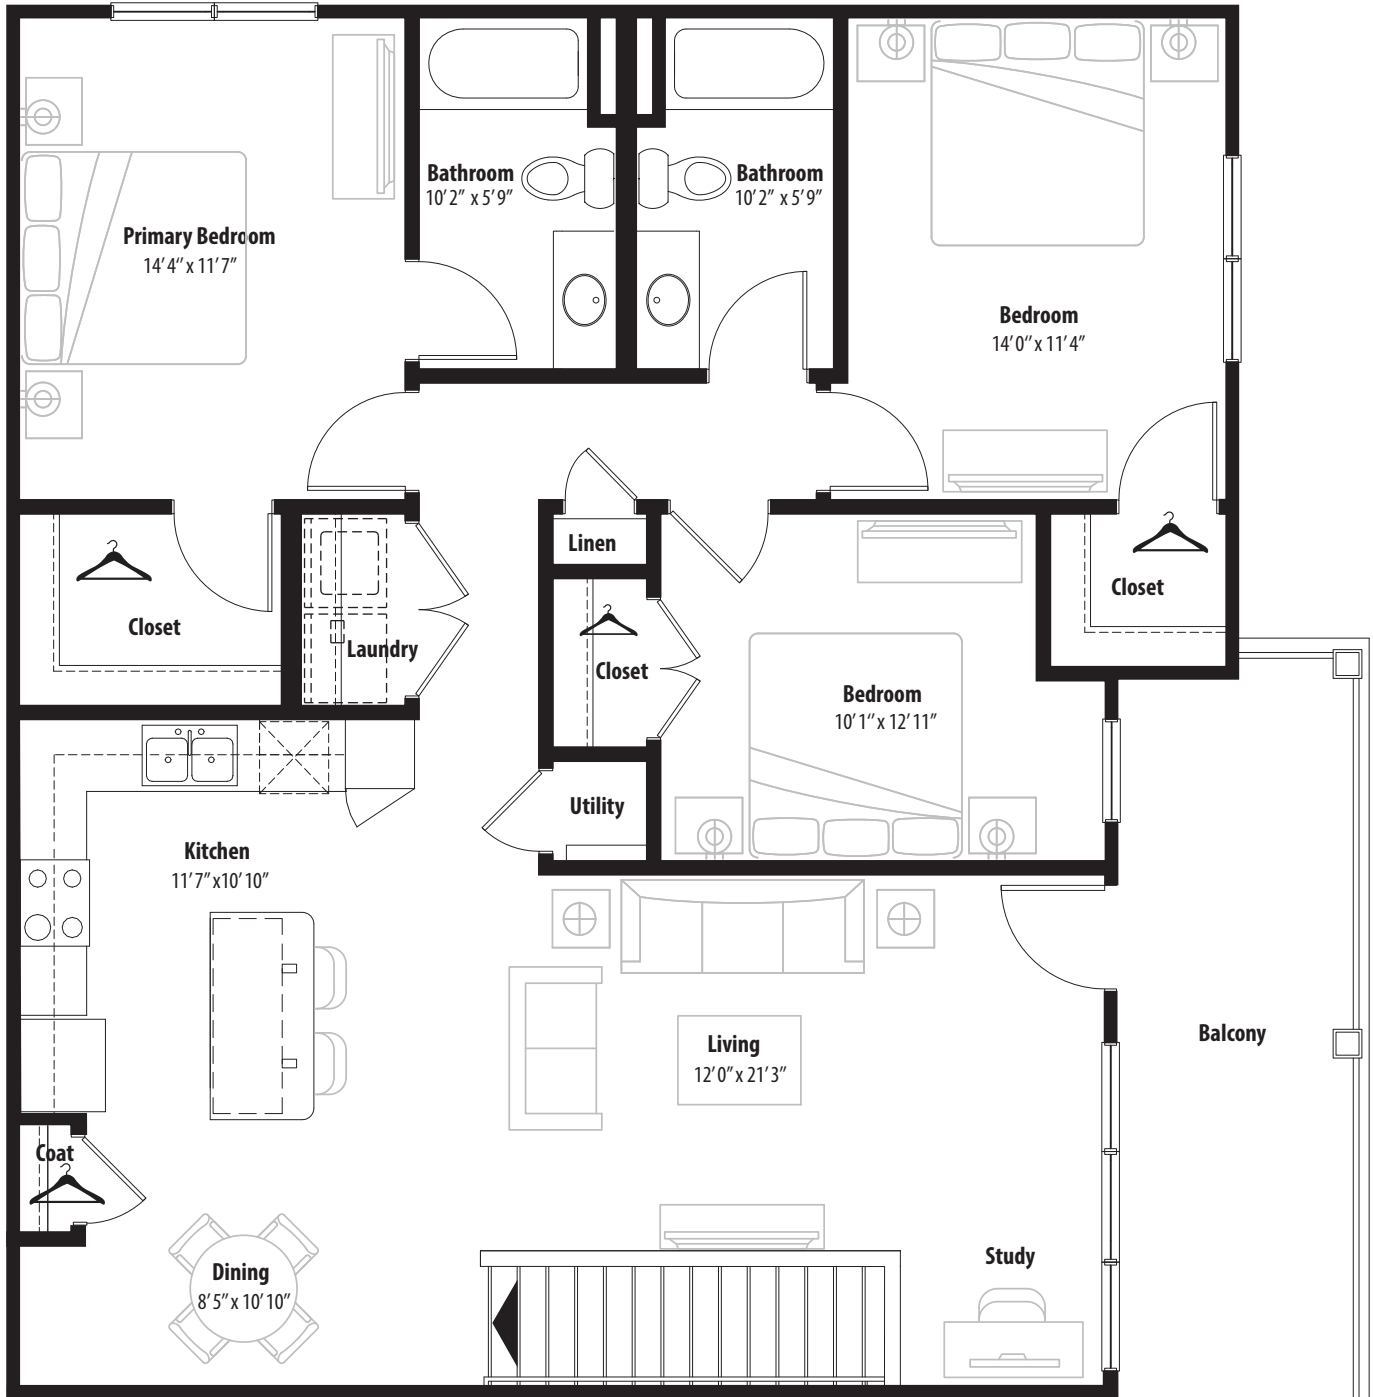 Bathroom
10'2" x 5'9"
Bathroom
10'2" x 5'9"
Primary Bedroom
14'4" x 11'7"
Bedroom
14'0" x 11'4"
Linen
Closet
Closet
Laundry
Closet
Bedroom
10'1" x 12'11"
Utility
Kitchen
11'7" x10'10"
Living
12'0" x 21'3"
Balcony
Coat
Study
Dining
8'5" x 10'10"